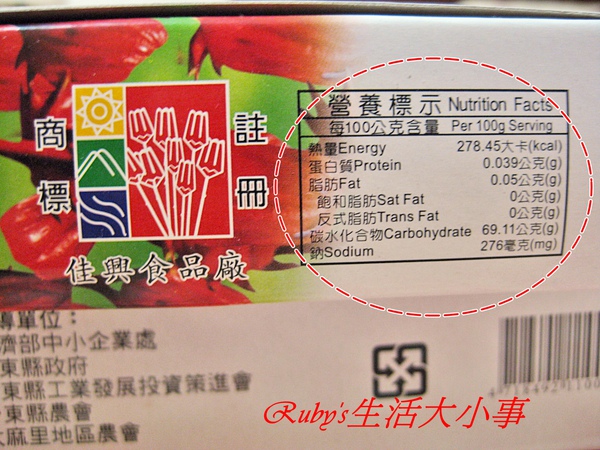 商標
註冊
佳興食品廠
營養標示 Nutrition Facts
每100公克含量 Per 100g Serving
熱量Energy 278.45大卡(kcal)
蛋白質Protein 0.039公克(g)
脂肪Fat 0.05公克(g)
飽和脂肪Sat Fat 0公克(g)
反式脂肪Trans Fat 0公克(g)
碳水化合物Carbohydrate 69.11公克(g)
鈉Sodium 276毫克(mg)
單位：
濟部中小企業處
東縣政府
東縣工業發展投資策進會
東縣農會
麻里地區農會
4 718492 1100
Ruby's生活大小事